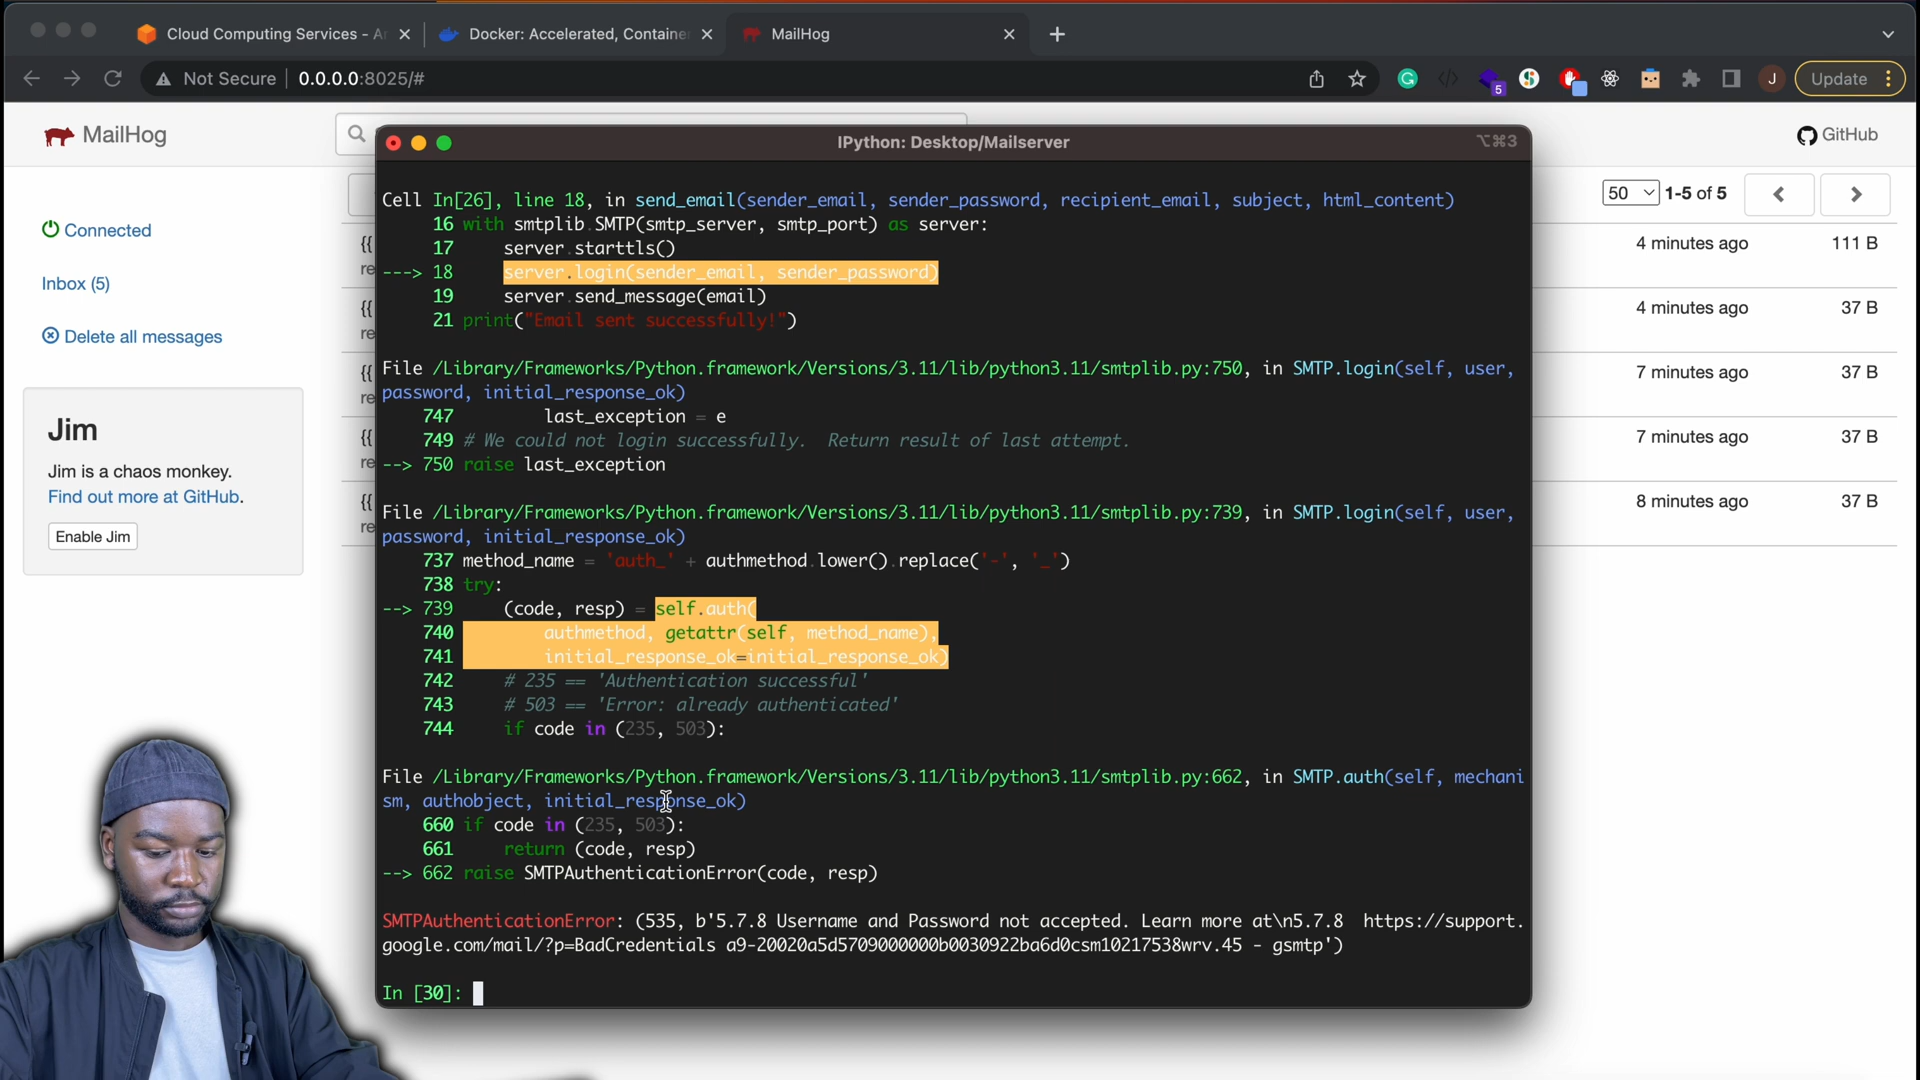 Cloud Computing Services - A
Docker: Accelerated, Container
MailHog
Not Secure
0.0.0.0:8025/#
5
J
Update
MailHog
GitHub
IPython: Desktop/Mailserver
⌥⌘3
Connected
Inbox (5)
Delete all messages
Jim
Jim is a chaos monkey.
Find out more at GitHub.
Enable Jim
50
1-5 of 5
{{
re
4 minutes ago 111 B
{{
re
4 minutes ago 37 B
{{
re
7 minutes ago 37 B
{{
re
7 minutes ago 37 B
{{
re
8 minutes ago 37 B
Cell In[26], line 18, in send_email(sender_email, sender_password, recipient_email, subject, html_content)
16 with smtplib.SMTP(smtp_server, smtp_port) as server:
17 server.starttls()
---> 18 server.login(sender_email, sender_password)
19 server.send_message(email)
21 print("Email sent successfully!")
File /Library/Frameworks/Python.framework/Versions/3.11/lib/python3.11/smtplib.py:750, in SMTP.login(self, user,
password, initial_response_ok)
747 last_exception = e
749 # We could not login successfully. Return result of last attempt.
--> 750 raise last_exception
File /Library/Frameworks/Python.framework/Versions/3.11/lib/python3.11/smtplib.py:739, in SMTP.login(self, user,
password, initial_response_ok)
737 method_name = 'auth_' + authmethod.lower().replace('-', '_')
738 try:
--> 739 (code, resp) = self.auth(
740 authmethod, getattr(self, method_name),
741 initial_response_ok=initial_response_ok)
742 # 235 == 'Authentication successful'
743 # 503 == 'Error: already authenticated'
744 if code in (235, 503):
File /Library/Frameworks/Python.framework/Versions/3.11/lib/python3.11/smtplib.py:662, in SMTP.auth(self, mechani
sm, authobject, initial_response_ok)
660 if code in (235, 503):
661 return (code, resp)
--> 662 raise SMTPAuthenticationError(code, resp)
SMTPAuthenticationError: (535, b'5.7.8 Username and Password not accepted. Learn more at\n5.7.8  https://support.
google.com/mail/?p=BadCredentials a9-20020a5d5709000000b0030922ba6d0csm10217538wrv.45 - gsmtp')
In [30]: